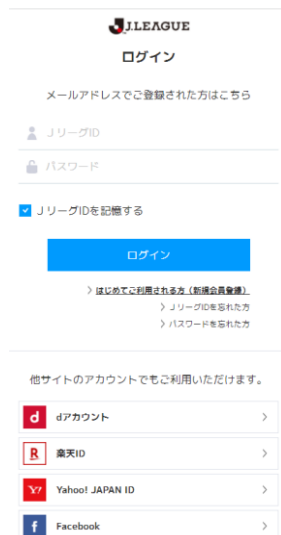 J.LEAGUE
ログイン
メールアドレスでご登録された方はこちら
JリーグID
パスワード
JリーグIDを記憶する
ログイン
> はじめてご利用される方（新規会員登録）
> JリーグIDを忘れた方
> パスワードを忘れた方
他サイトのアカウントでもご利用いただけます。
d dアカウント >
R 楽天ID >
Y! Yahoo! JAPAN ID >
f Facebook >